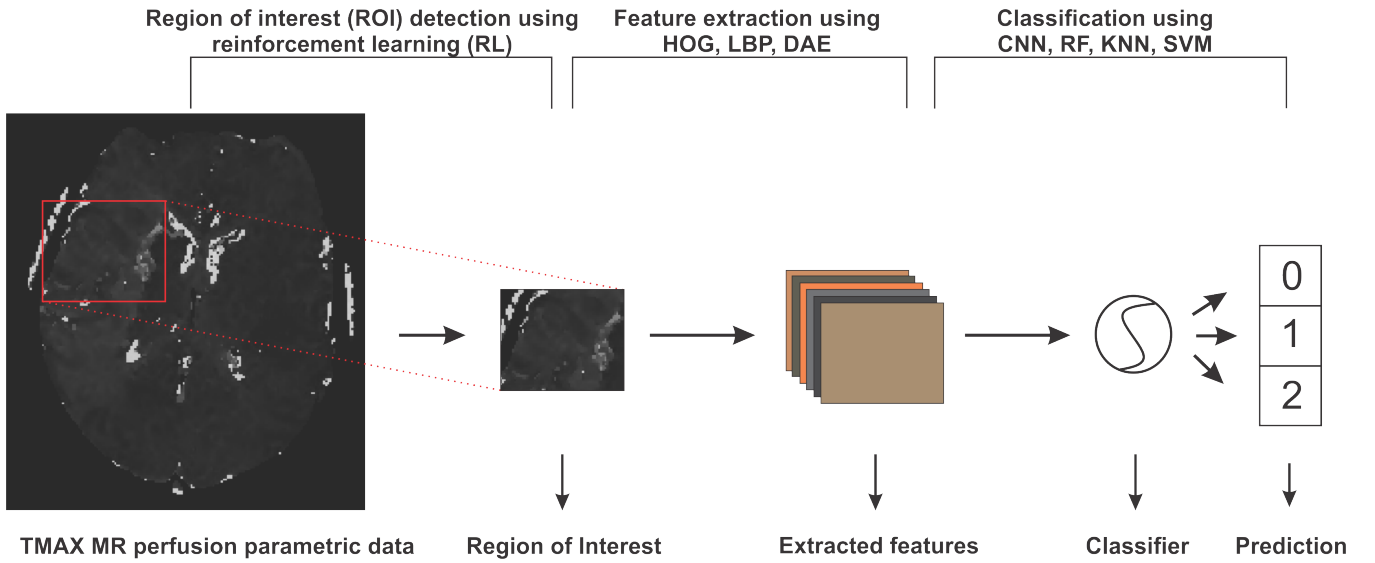 Region of interest (ROI) detection using
reinforcement learning (RL)
Feature extraction using
HOG, LBP, DAE
Classification using
CNN, RF, KNN, SVM
0
1
2
TMAX MR perfusion parametric data
Region of Interest
Extracted features
Classifier
Prediction